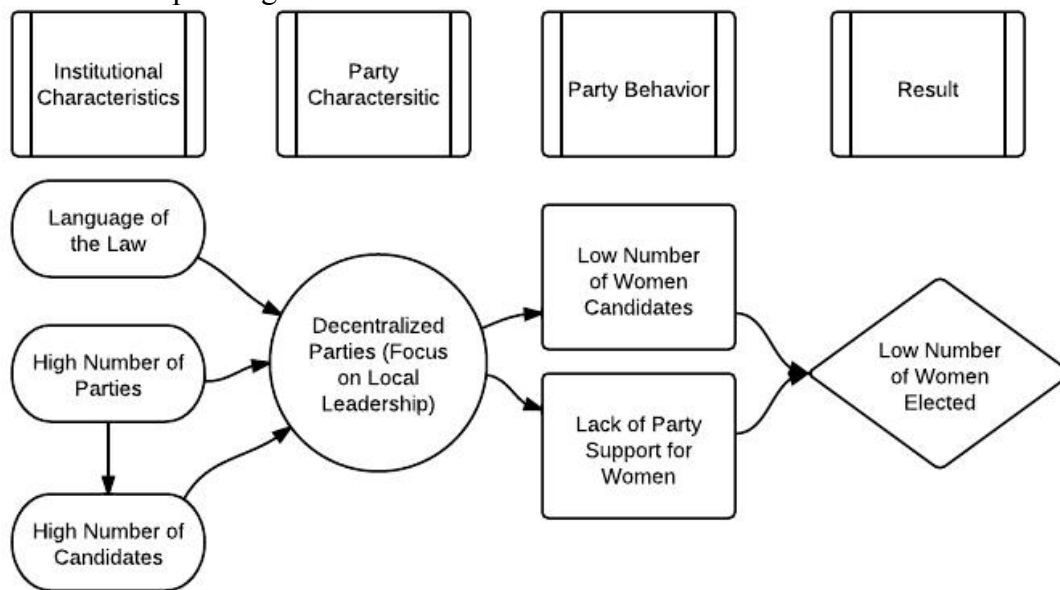 Institutional
Characteristics
Party
Charactersitic
Party Behavior
Result
Language of
the Law
High Number of
Parties
High Number of
Candidates
Decentralized
Parties (Focus
on Local
Leadership)
Low Number
of Women
Candidates
Lack of Party
Support for
Women
Low Number
of Women
Elected